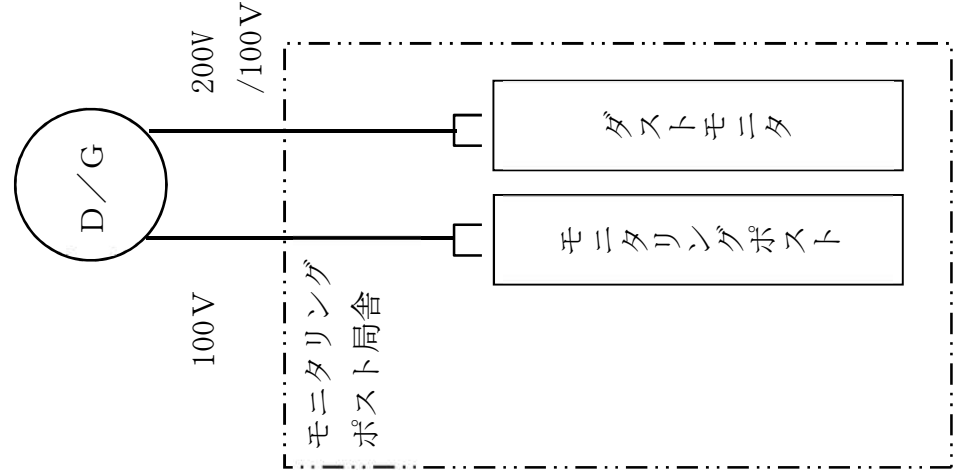 D/G
100V
200V
/100V
モニタリング
ポスト局舎
モニタリングポスト
ダストモニタ